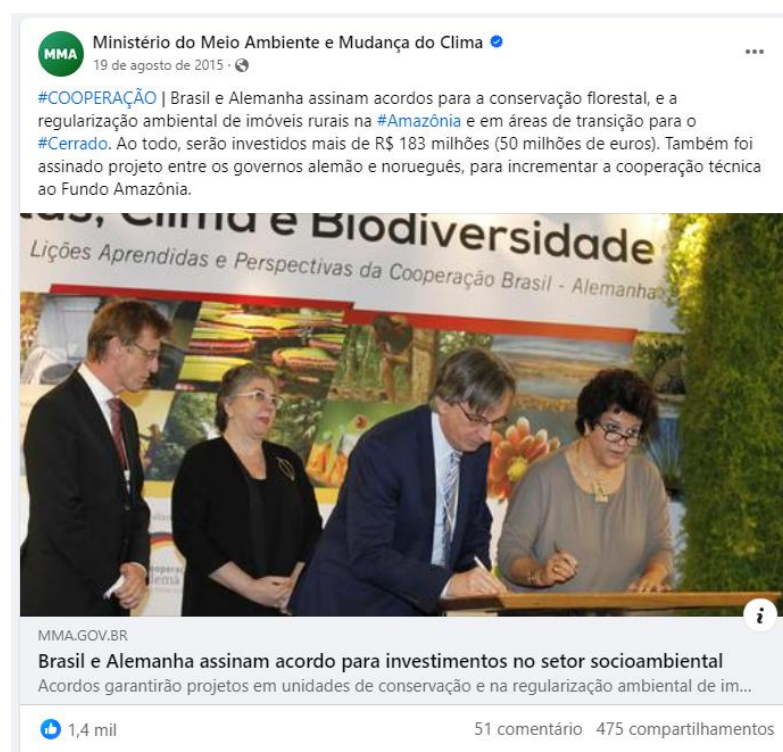 MMA
Ministério do Meio Ambiente e Mudança do Clima
19 de agosto de 2015 ·
#COOPERAÇÃO | Brasil e Alemanha assinam acordos para a conservação florestal, e a
regularização ambiental de imóveis rurais na #Amazônia e em áreas de transição para o
#Cerrado. Ao todo, serão investidos mais de R$ 183 milhões (50 milhões de euros). Também foi
assinado projeto entre os governos alemão e norueguês, para incrementar a cooperação técnica
ao Fundo Amazônia.
Clima e Biodiversidade
Lições Aprendidas e Perspectivas da Cooperação Brasil - Alemanha
MMA.GOV.BR
Brasil e Alemanha assinam acordo para investimentos no setor socioambiental
Acordos garantirão projetos em unidades de conservação e na regularização ambiental de im...
1,4 mil
51 comentário 475 compartilhamentos